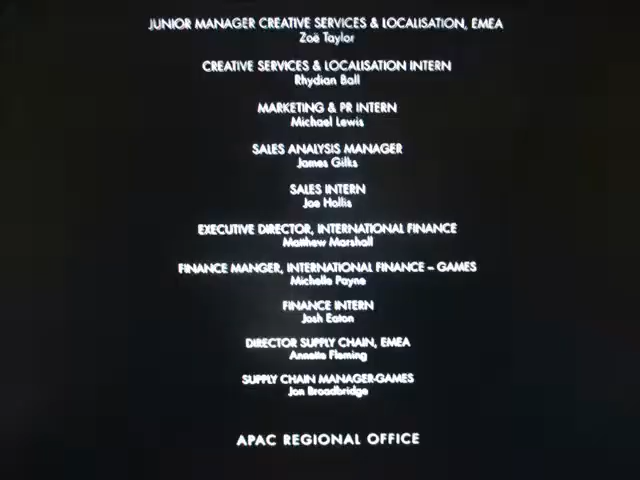 JUNIOR MANAGER CREATIVE SERVICES & LOCALISATION, EMEA
Zoë Taylor
CREATIVE SERVICES & LOCALISATION INTERN
Rhydian Ball
MARKETING & PR INTERN
Michael Lewis
SALES ANALYSIS MANAGER
James Gilks
SALES INTERN
Joe Hollis
EXECUTIVE DIRECTOR, INTERNATIONAL FINANCE
Matthew Marshall
FINANCE MANGER, INTERNATIONAL FINANCE – GAMES
Michelle Payne
FINANCE INTERN
Josh Eaton
DIRECTOR SUPPLY CHAIN, EMEA
Annette Fleming
SUPPLY CHAIN MANAGER-GAMES
Jon Broadbridge
APAC REGIONAL OFFICE